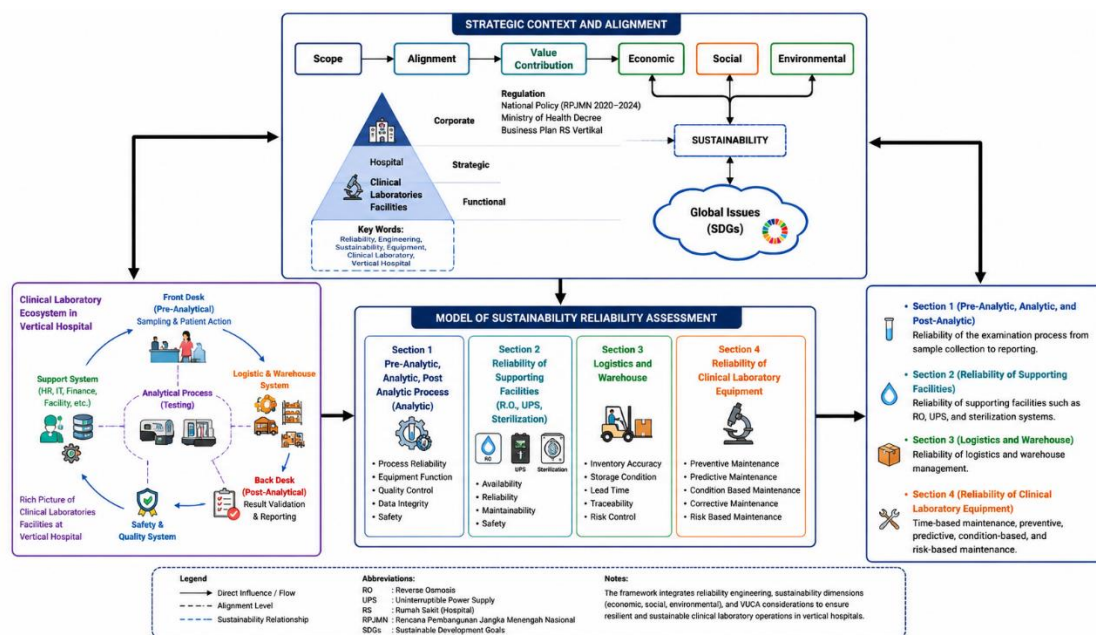 STRATEGIC CONTEXT AND ALIGNMENT
Scope
Alignment
Value
Contribution
Economic
Social
Environmental
Regulation
National Policy (RPJMN 2020–2024)
Ministry of Health Decree
Business Plan RS Vertikal
Corporate
Hospital
Strategic
Clinical
Laboratories
Facilities
Functional
Key Words:
Reliability, Engineering,
Sustainability, Equipment,
Clinical Laboratory,
Vertical Hospital
SUSTAINABILITY
Global Issues
(SDGs)
Clinical Laboratory
Ecosystem in
Vertical Hospital
Front Desk
(Pre-Analytical)
Sampling & Patient Action
Logistic & Warehouse
System
Support System
(HR, IT, Finance,
Facility, etc.)
Analytical Process
(Testing)
Back Desk
(Post-Analytical)
Result Validation
& Reporting
Safety &
Quality System
Rich Picture of
Clinical Laboratories
Facilities at
Vertical Hospital
MODEL OF SUSTAINABILITY RELIABILITY ASSESSMENT
Section 1
Pre-Analytic,
Analytic, Post
Analytic Process
(Analytic)
• Process Reliability
• Equipment Function
• Quality Control
• Data Integrity
• Safety
Section 2
Reliability of
Supporting
Facilities
(R.O., UPS,
Sterilization)
RO
UPS
Sterilization
• Availability
• Reliability
• Maintainability
• Safety
Section 3
Logistics and
Warehouse
• Inventory Accuracy
• Storage Condition
• Lead Time
• Traceability
• Risk Control
Section 4
Reliability of
Clinical Laboratory
Equipment
• Preventive Maintenance
• Predictive Maintenance
• Condition Based Maintenance
• Corrective Maintenance
• Risk Based Maintenance
• Section 1 (Pre-Analytic, Analytic, and
Post-Analytic)
Reliability of the examination process from
sample collection to reporting.
• Section 2 (Reliability of Supporting
Facilities)
Reliability of supporting facilities such as
RO, UPS, and sterilization systems.
• Section 3 (Logistics and Warehouse)
Reliability of logistics and warehouse
management.
• Section 4 (Reliability of Clinical
Laboratory Equipment)
Time-based maintenance, preventive,
predictive, condition-based, and
risk-based maintenance.
Legend
Direct Influence / Flow
Alignment Level
Sustainability Relationship
Abbreviations:
RO : Reverse Osmosis
UPS : Uninterruptible Power Supply
RS : Rumah Sakit (Hospital)
RPJMN : Rencana Pembangunan Jangka Menengah Nasional
SDGs : Sustainable Development Goals
Notes:
The framework integrates reliability engineering, sustainability dimensions
(economic, social, environmental), and VUCA considerations to ensure
resilient and sustainable clinical laboratory operations in vertical hospitals.